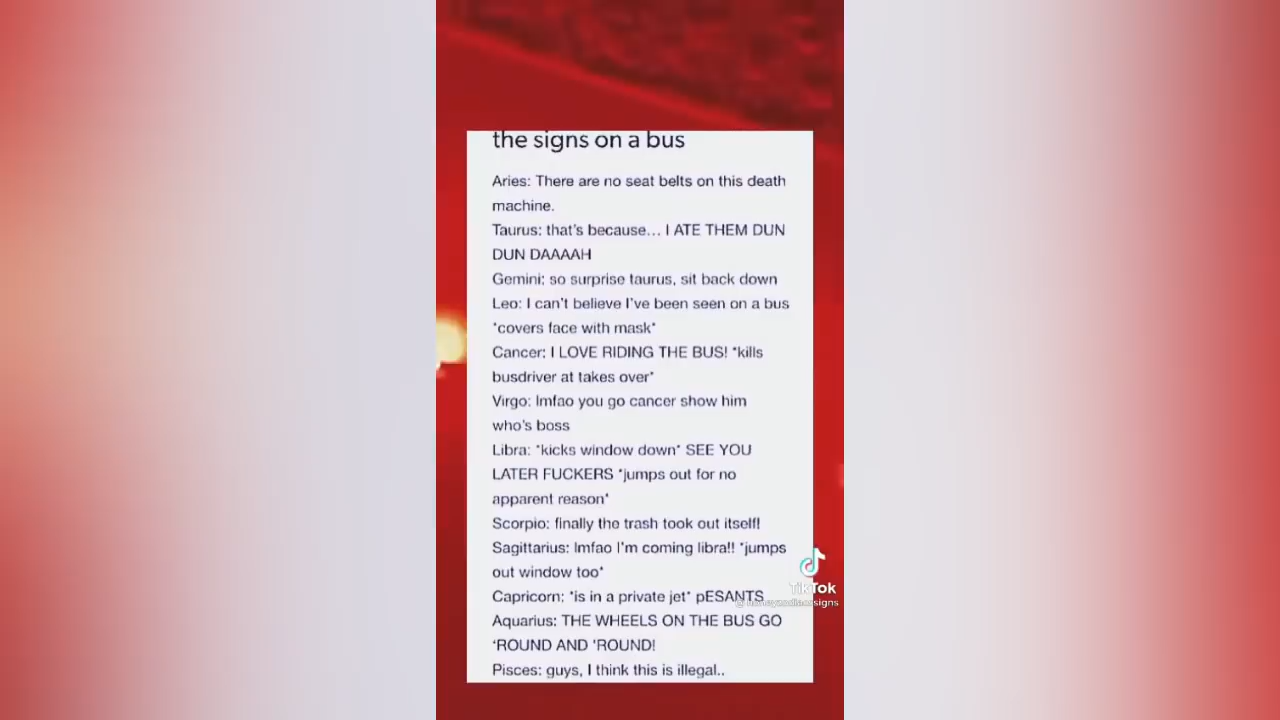 the signs on a bus
Aries: There are no seat belts on this death
machine.
Taurus: that's because... I ATE THEM DUN
DUN DAAAAH
Gemini: so surprise taurus, sit back down
Leo: I can't believe I've been seen on a bus
*covers face with mask*
Cancer: I LOVE RIDING THE BUS! *kills
busdriver at takes over*
Virgo: lmfao you go cancer show him
who's boss
Libra: *kicks window down* SEE YOU
LATER FUCKERS *jumps out for no
apparent reason*
Scorpio: finally the trash took out itself!
Sagittarius: lmfao I'm coming libra!! *jumps
out window too*
Capricorn: *is in a private jet* pESANTS
Aquarius: THE WHEELS ON THE BUS GO
'ROUND AND 'ROUND!
Pisces: guys, I think this is illegal..
TikTok